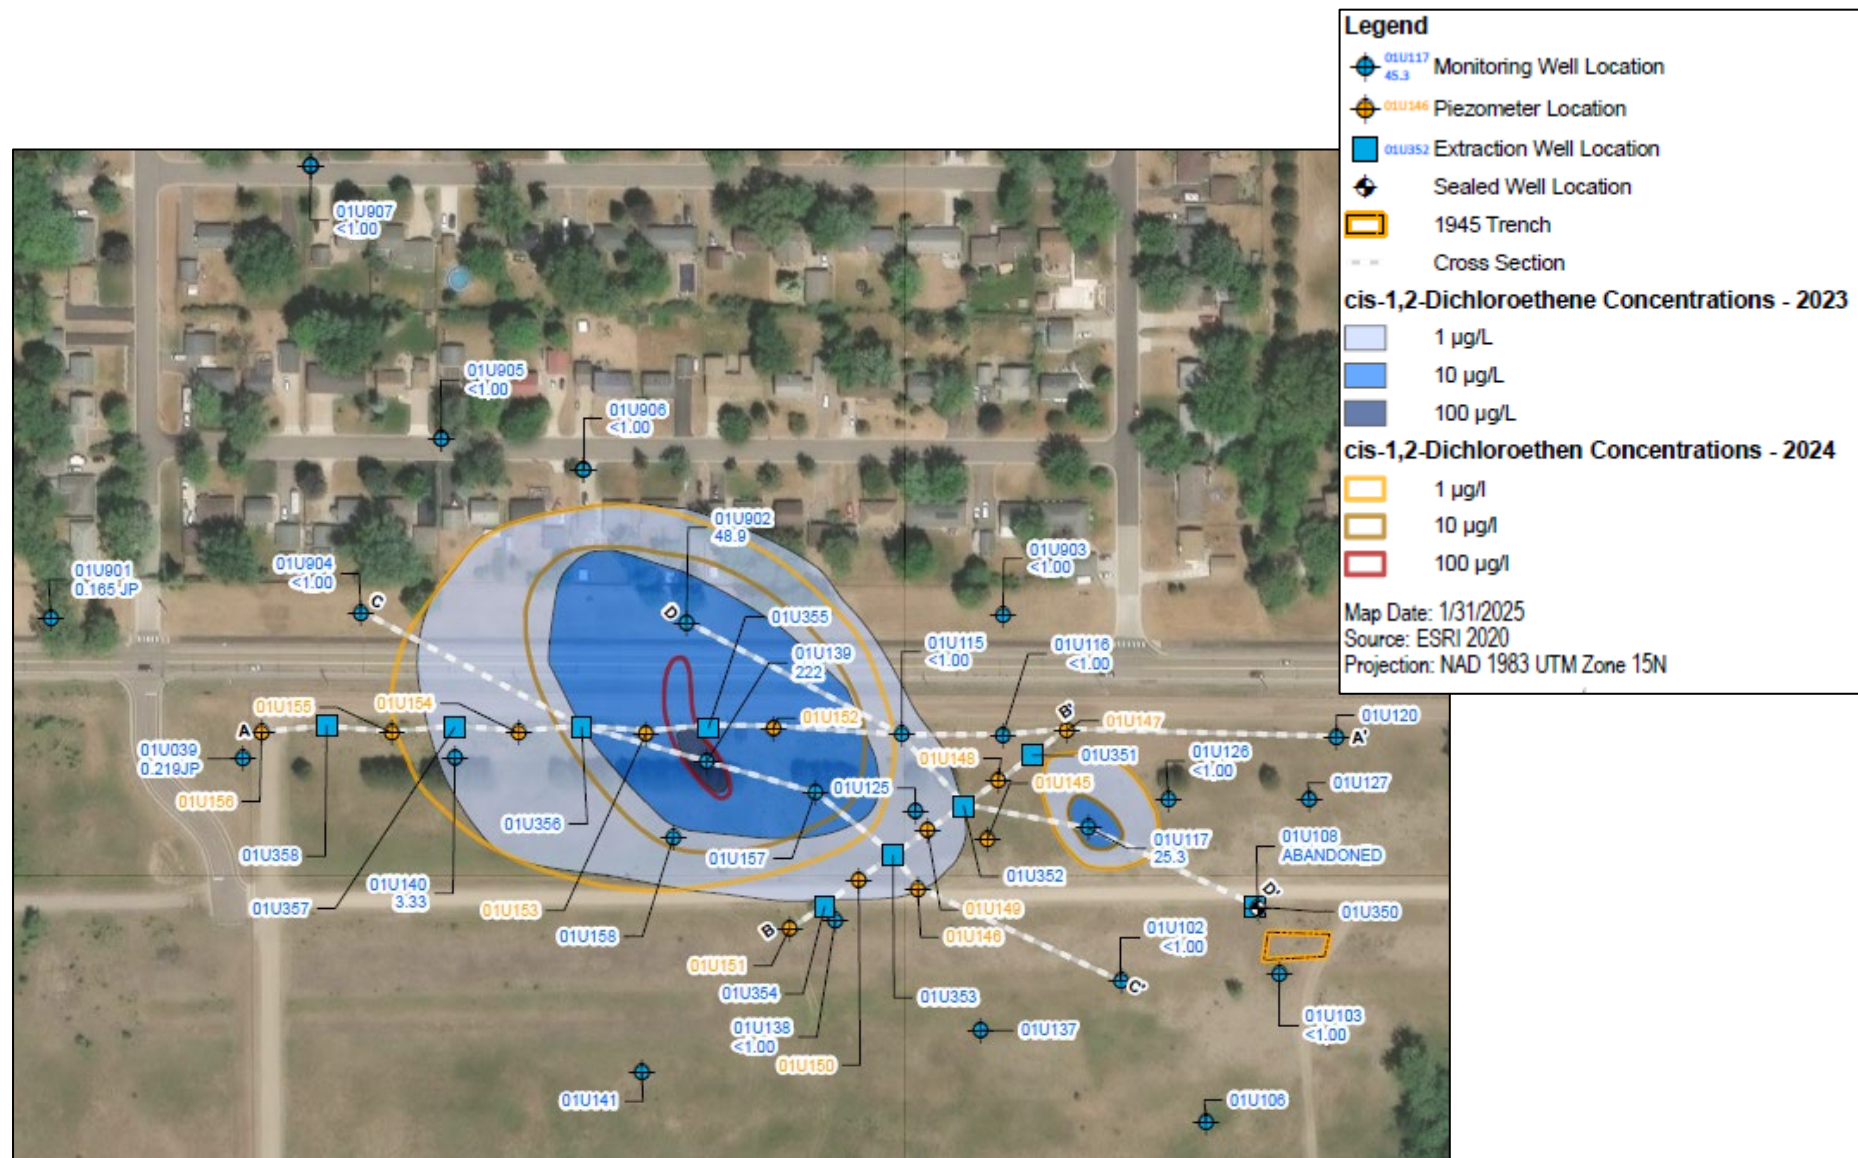 Legend
01U117
45.3
Monitoring Well Location
01U146 Piezometer Location
01U352 Extraction Well Location
Sealed Well Location
1945 Trench
Cross Section
cis-1,2-Dichloroethene Concentrations - 2023
1 µg/L
10 µg/L
100 µg/L
cis-1,2-Dichloroethen Concentrations - 2024
1 µg/l
10 µg/l
100 µg/l
Map Date: 1/31/2025
Source: ESRI 2020
Projection: NAD 1983 UTM Zone 15N
01U907
<1.00
01U905
<1.00
01U906
<1.00
01U902
48.9
01U903
<1.00
01U904
<1.00
01U901
0.165 JP
C
D
01U355
01U139
222
01U115
<1.00
01U116
<1.00
01U155
01U154
01U152
B'
01U147
01U120
A
A'
01U039
0.219JP
01U148
01U351
01U126
<1.00
01U145
01U127
01U156
01U125
01U356
01U358
01U157
01U117
25.3
01U108
ABANDONED
01U140
3.33
01U352
D'
01U357
01U153
01U149
01U350
B
01U158
01U146
01U102
<1.00
01U151
C'
01U354
01U353
01U138
<1.00
01U137
01U103
<1.00
01U150
01U141
01U106